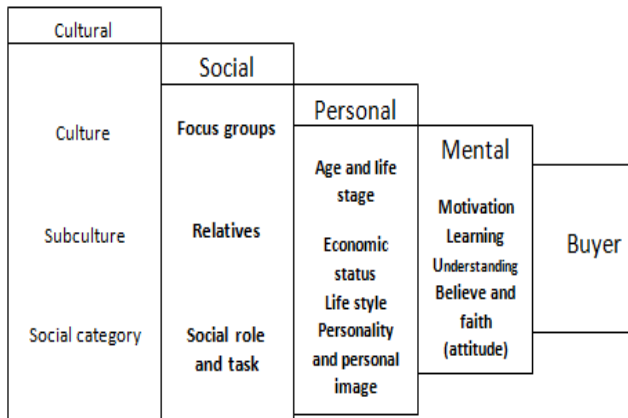 Cultural
Culture
Subculture
Social category
Social
Focus groups
Relatives
Social role
and task
Personal
Age and life
stage
Economic
status
Life style
Personality
and personal
image
Mental
Motivation
Learning
Understanding
Believe and
faith
(attitude)
Buyer